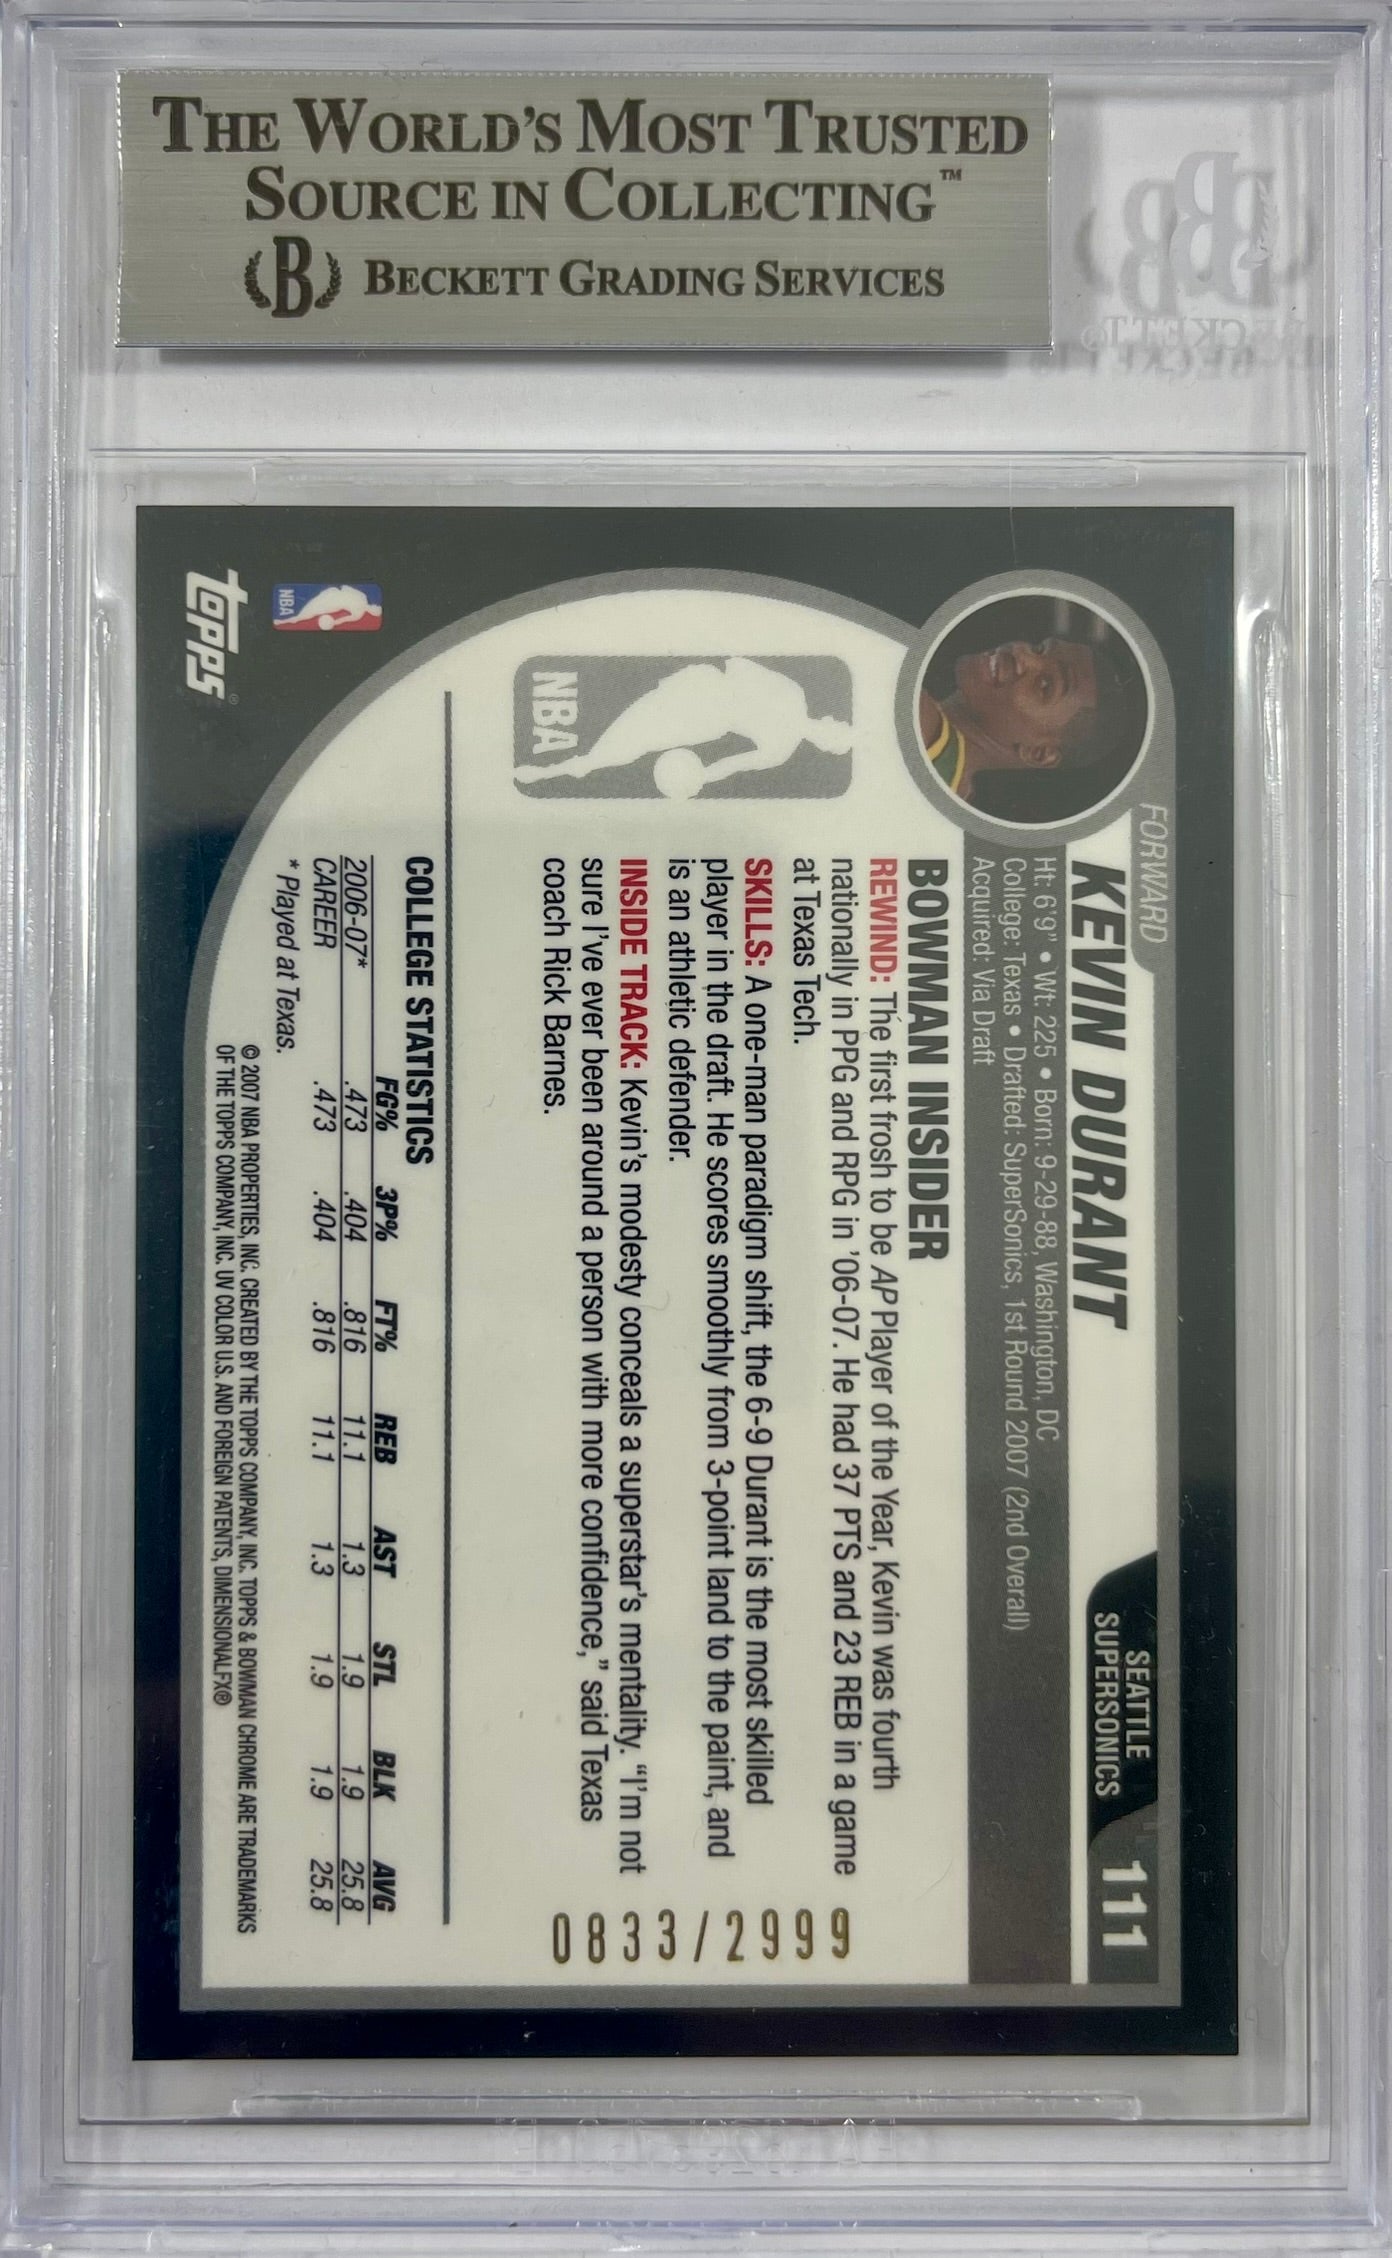 THE WORLD'S MOST TRUSTED
SOURCE IN COLLECTING™
B BECKETT GRADING SERVICES
BECKETT
FORWARD
KEVIN DURANT
SEATTLE
SUPERSONICS
111
Ht: 6'9" • Wt: 225 • Born: 9-29-88, Washington, DC
College: Texas • Drafted: SuperSonics, 1st Round 2007 (2nd Overall)
Acquired: Via Draft
BOWMAN INSIDER
REWIND: The first frosh to be AP Player of the Year, Kevin was fourth
nationally in PPG and RPG in '06-07. He had 37 PTS and 23 REB in a game
at Texas Tech.
SKILLS: A one-man paradigm shift, the 6-9 Durant is the most skilled
player in the draft. He scores smoothly from 3-point land to the paint, and
is an athletic defender.
INSIDE TRACK: Kevin's modesty conceals a superstar's mentality. "I'm not
sure I've ever been around a person with more confidence," said Texas
coach Rick Barnes.
NBA
0833/2999
COLLEGE STATISTICS
FG% 3P% FT% REB AST STL BLK AVG
2006-07* .473 .404 .816 11.1 1.3 1.9 1.9 25.8
CAREER .473 .404 .816 11.1 1.3 1.9 1.9 25.8
* Played at Texas.
© 2007 NBA PROPERTIES, INC. CREATED BY THE TOPPS COMPANY, INC. TOPPS & BOWMAN CHROME ARE TRADEMARKS
OF THE TOPPS COMPANY, INC. UV COLOR U.S. AND FOREIGN PATENTS, DIMENSIONALFX®
NBA
topps®